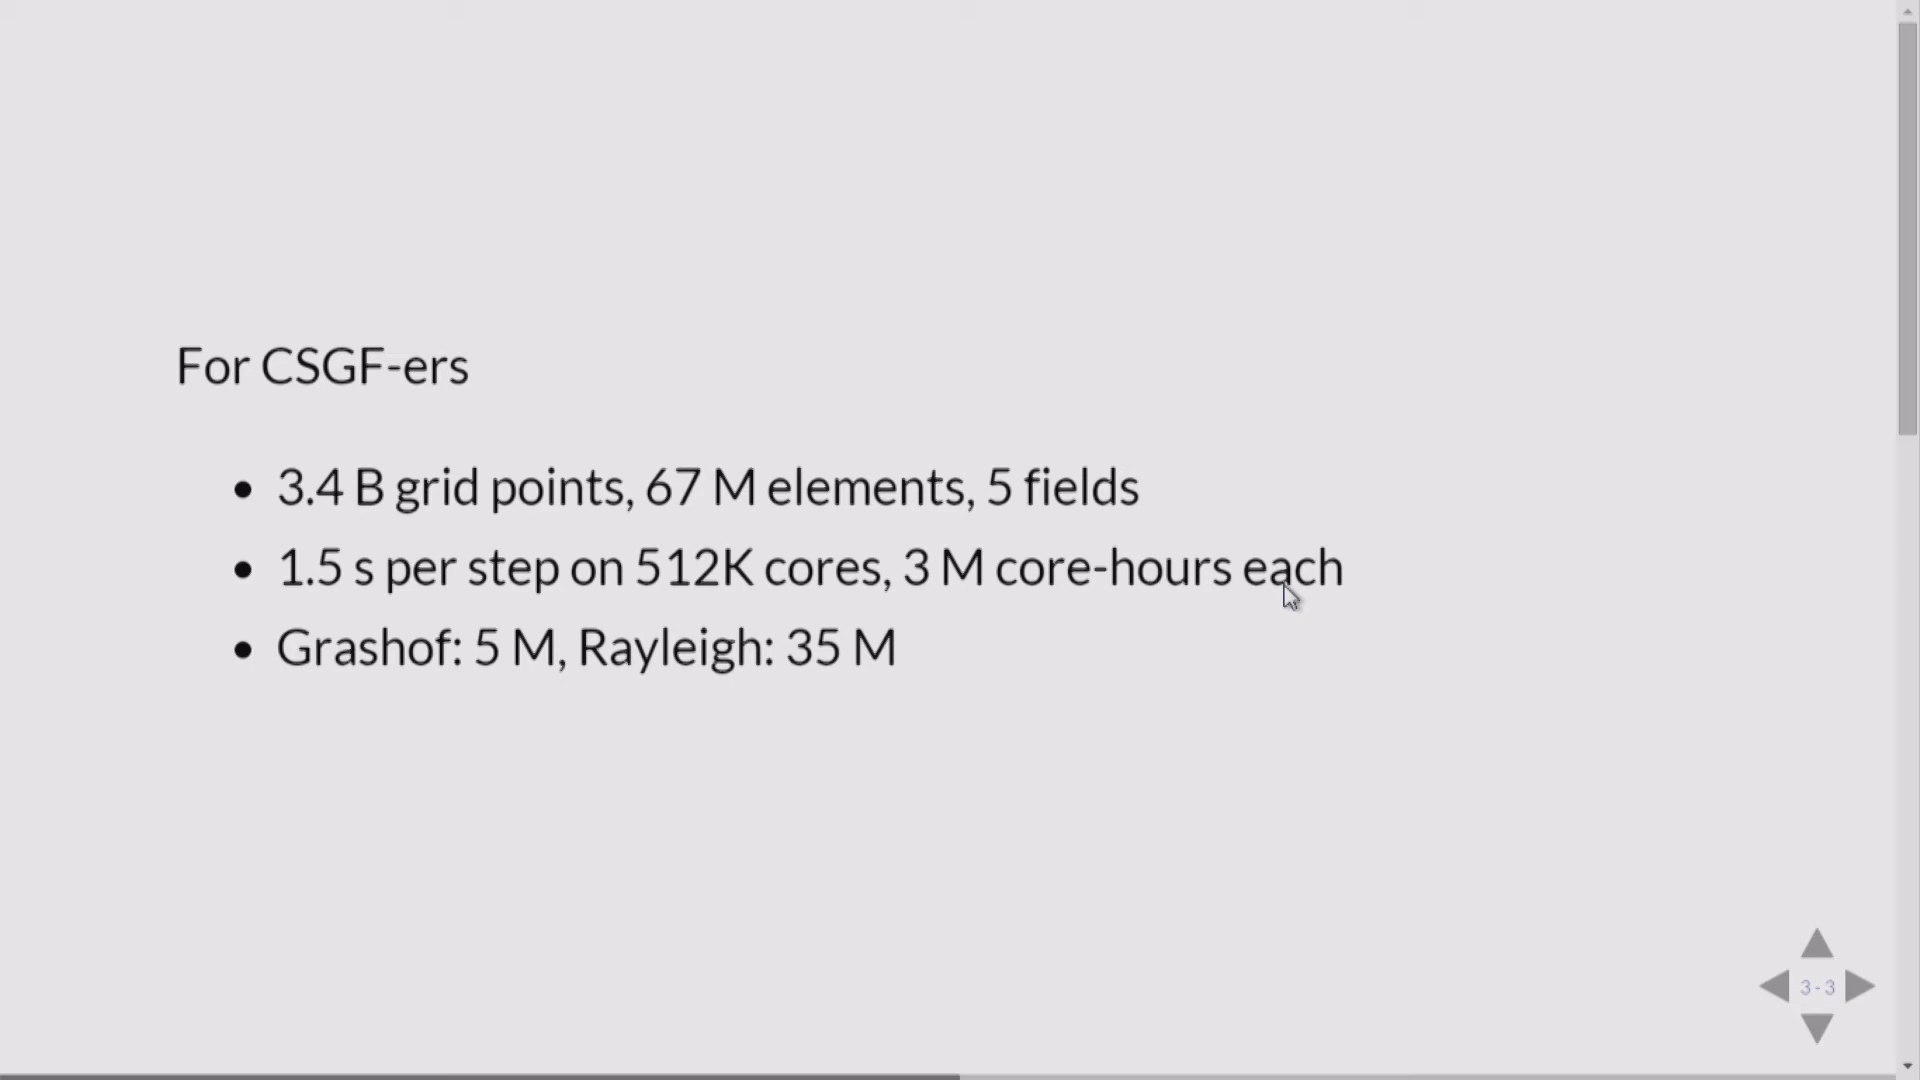 For CSGF-ers
• 3.4 B grid points, 67 M elements, 5 fields
• 1.5 s per step on 512K cores, 3 M core-hours each
• Grashof: 5 M, Rayleigh: 35 M
3 - 3